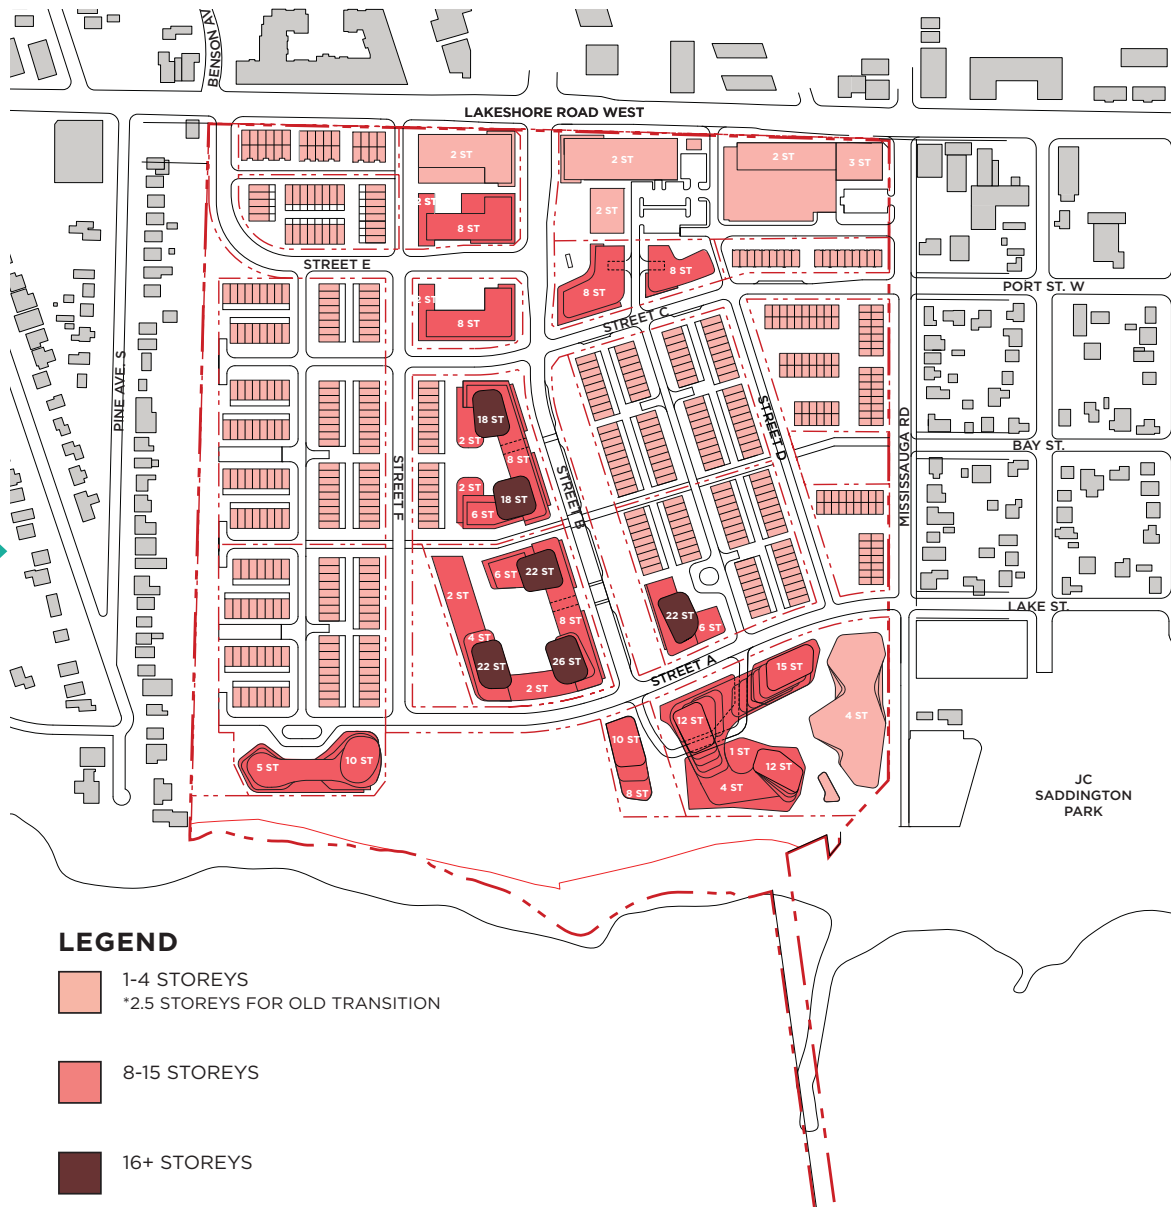 BENSON AV
LAKESHORE ROAD WEST
2 ST
2 ST
2 ST
3 ST
2 ST
8 ST
2 ST
STREET E
8 ST
8 ST
PORT ST. W
2 ST
8 ST
STREET C
PINE AVE. S
STREET F
18 ST
2 ST
8 ST
2 ST
18 ST
6 ST
STREET B
STREET D
MISSISSAUGA RD
BAY ST.
6 ST
22 ST
2 ST
8 ST
4 ST
22 ST
26 ST
2 ST
22 ST
6 ST
LAKE ST.
STREET A
15 ST
4 ST
12 ST
10 ST
1 ST
12 ST
4 ST
8 ST
5 ST
10 ST
JC
SADDINGTON
PARK
LEGEND
1-4 STOREYS
*2.5 STOREYS FOR OLD TRANSITION
8-15 STOREYS
16+ STOREYS